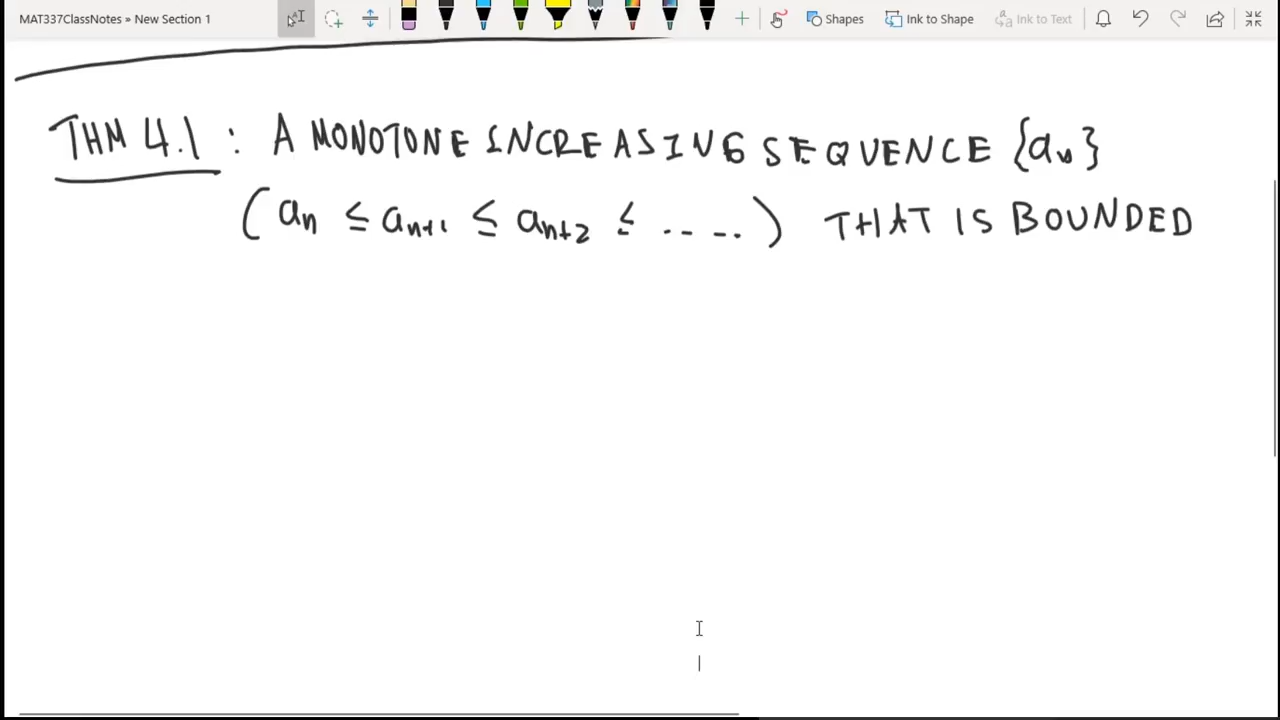 MAT337ClassNotes » New Section 1
Shapes
Ink to Shape
Ink to Text
THM 4.1 : A MONOTONE INCREASING SEQUENCE {aₙ}
(aₙ ≤ aₙ₊₁ ≤ aₙ₊₂ ≤ .....) THAT IS BOUNDED